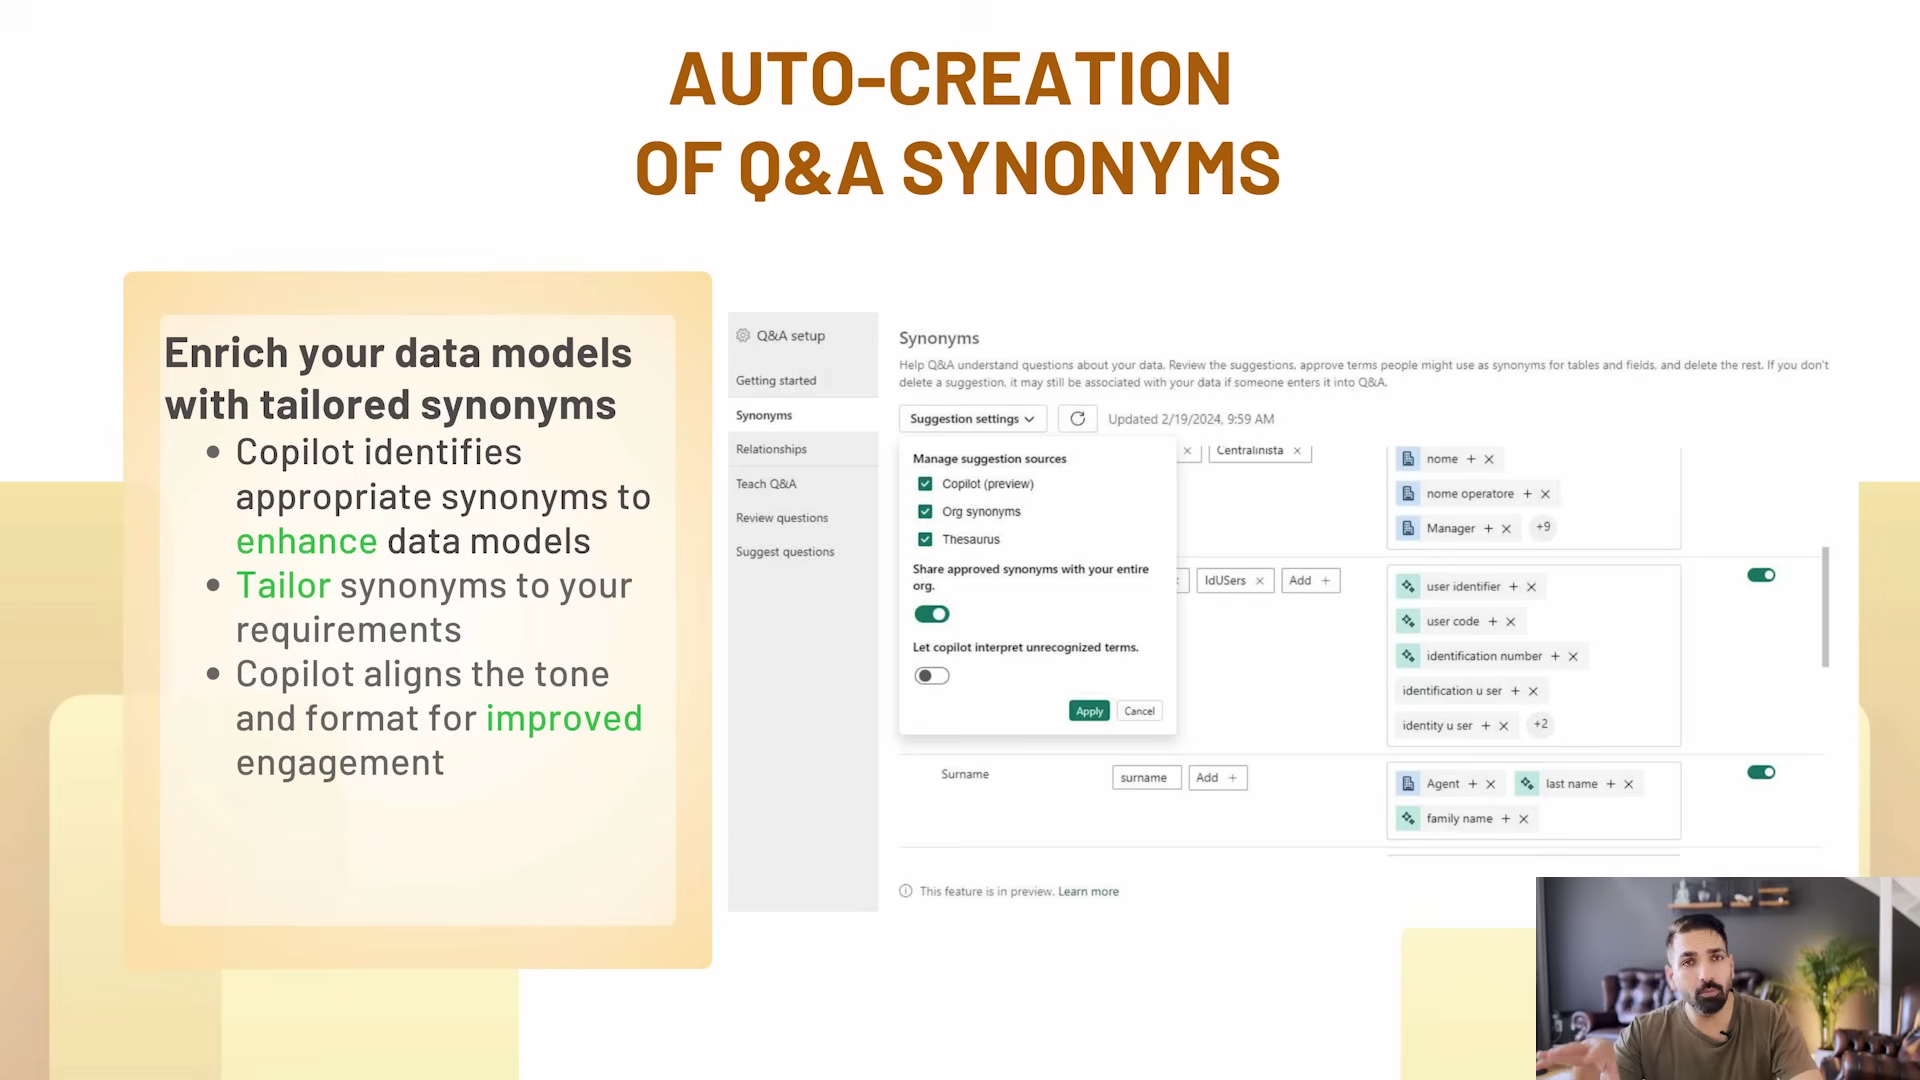 AUTO-CREATION
OF Q&A SYNONYMS
Enrich your data models
with tailored synonyms
Copilot identifies
appropriate synonyms to
enhance data models
Tailor synonyms to your
requirements
Copilot aligns the tone
and format for improved
engagement
Q&A setup
Getting started
Synonyms
Relationships
Teach Q&A
Review questions
Suggest questions
Synonyms
Help Q&A understand questions about your data. Review the suggestions, approve terms people might use as synonyms for tables and fields, and delete the rest. If you don't
delete a suggestion, it may still be associated with your data if someone enters it into Q&A.
Suggestion settings
Updated 2/19/2024, 9:59 AM
Manage suggestion sources
Copilot (preview)
Org synonyms
Thesaurus
Share approved synonyms with your entire
org.
Let copilot interpret unrecognized terms.
Apply Cancel
Centralinista
nome
nome operatore
Manager +9
IdUSers Add +
user identifier
user code
identification number
identification u ser
identity u ser +2
Surname surname Add +
Agent last name
family name
This feature is in preview. Learn more